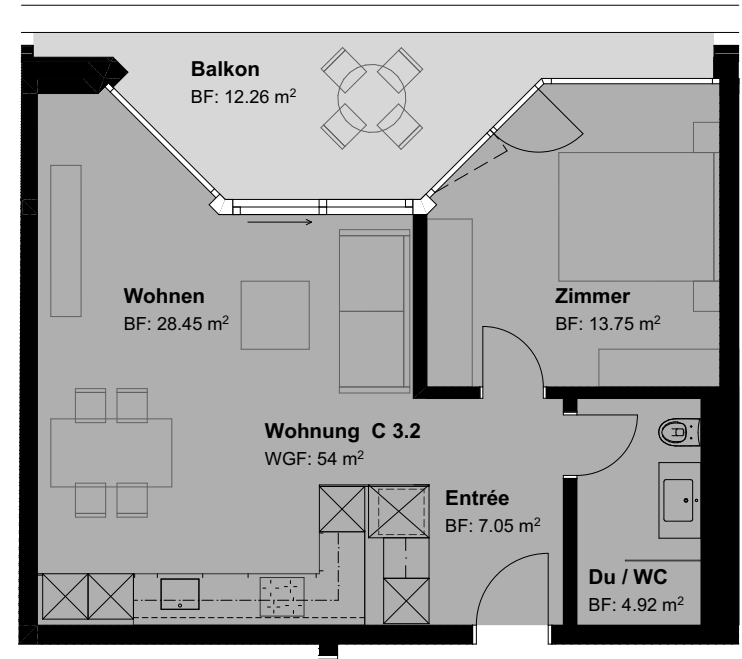 Balkon
BF: 12.26 m²
Wohnen
BF: 28.45 m²
Zimmer
BF: 13.75 m²
Wohnung C 3.2
WGF: 54 m²
Entrée
BF: 7.05 m²
Du / WC
BF: 4.92 m²